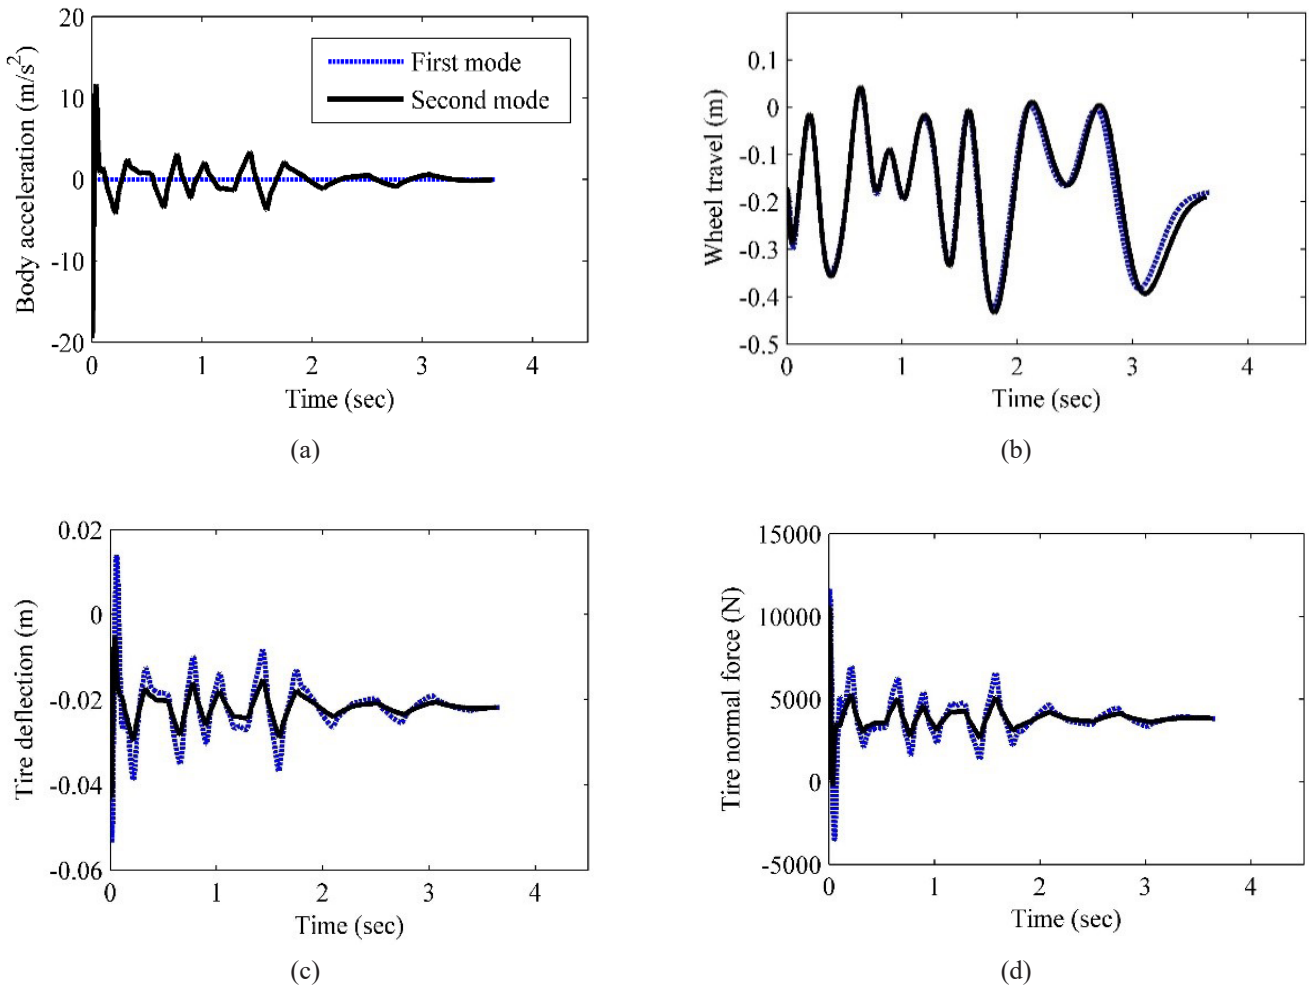 20
10
0
-10
-20
Body acceleration (m/s²)
First mode
Second mode
0 1 2 3 4
Time (sec)
(a)
0.1
0
-0.1
-0.2
-0.3
-0.4
-0.5
Wheel travel (m)
0 1 2 3 4
Time (sec)
(b)
0.02
0
-0.02
-0.04
-0.06
Tire deflection (m)
0 1 2 3 4
Time (sec)
(c)
15000
10000
5000
0
-5000
Tire normal force (N)
0 1 2 3 4
Time (sec)
(d)